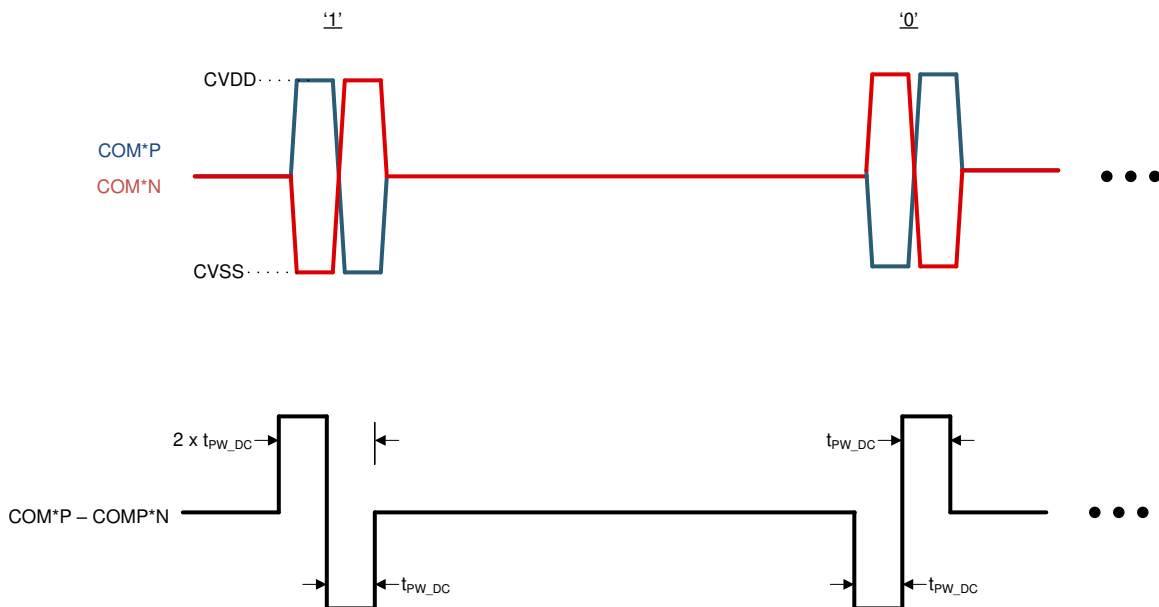 ‘1’
‘0’
CVDD
COM*P
COM*N
CVSS
2 x tPW_DC
tPW_DC
COM*P – COMP*N
tPW_DC
tPW_DC